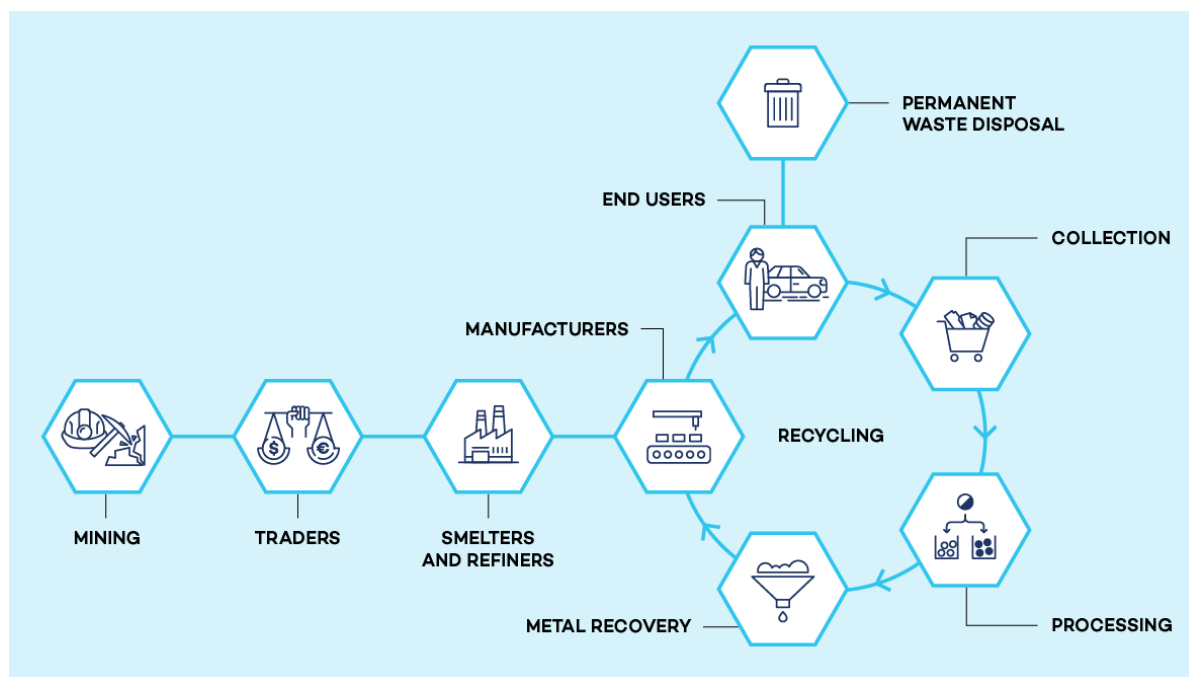 PERMANENT
WASTE DISPOSAL
END USERS
COLLECTION
MANUFACTURERS
RECYCLING
$
€
MINING
TRADERS
SMELTERS
AND REFINERS
METAL RECOVERY
PROCESSING